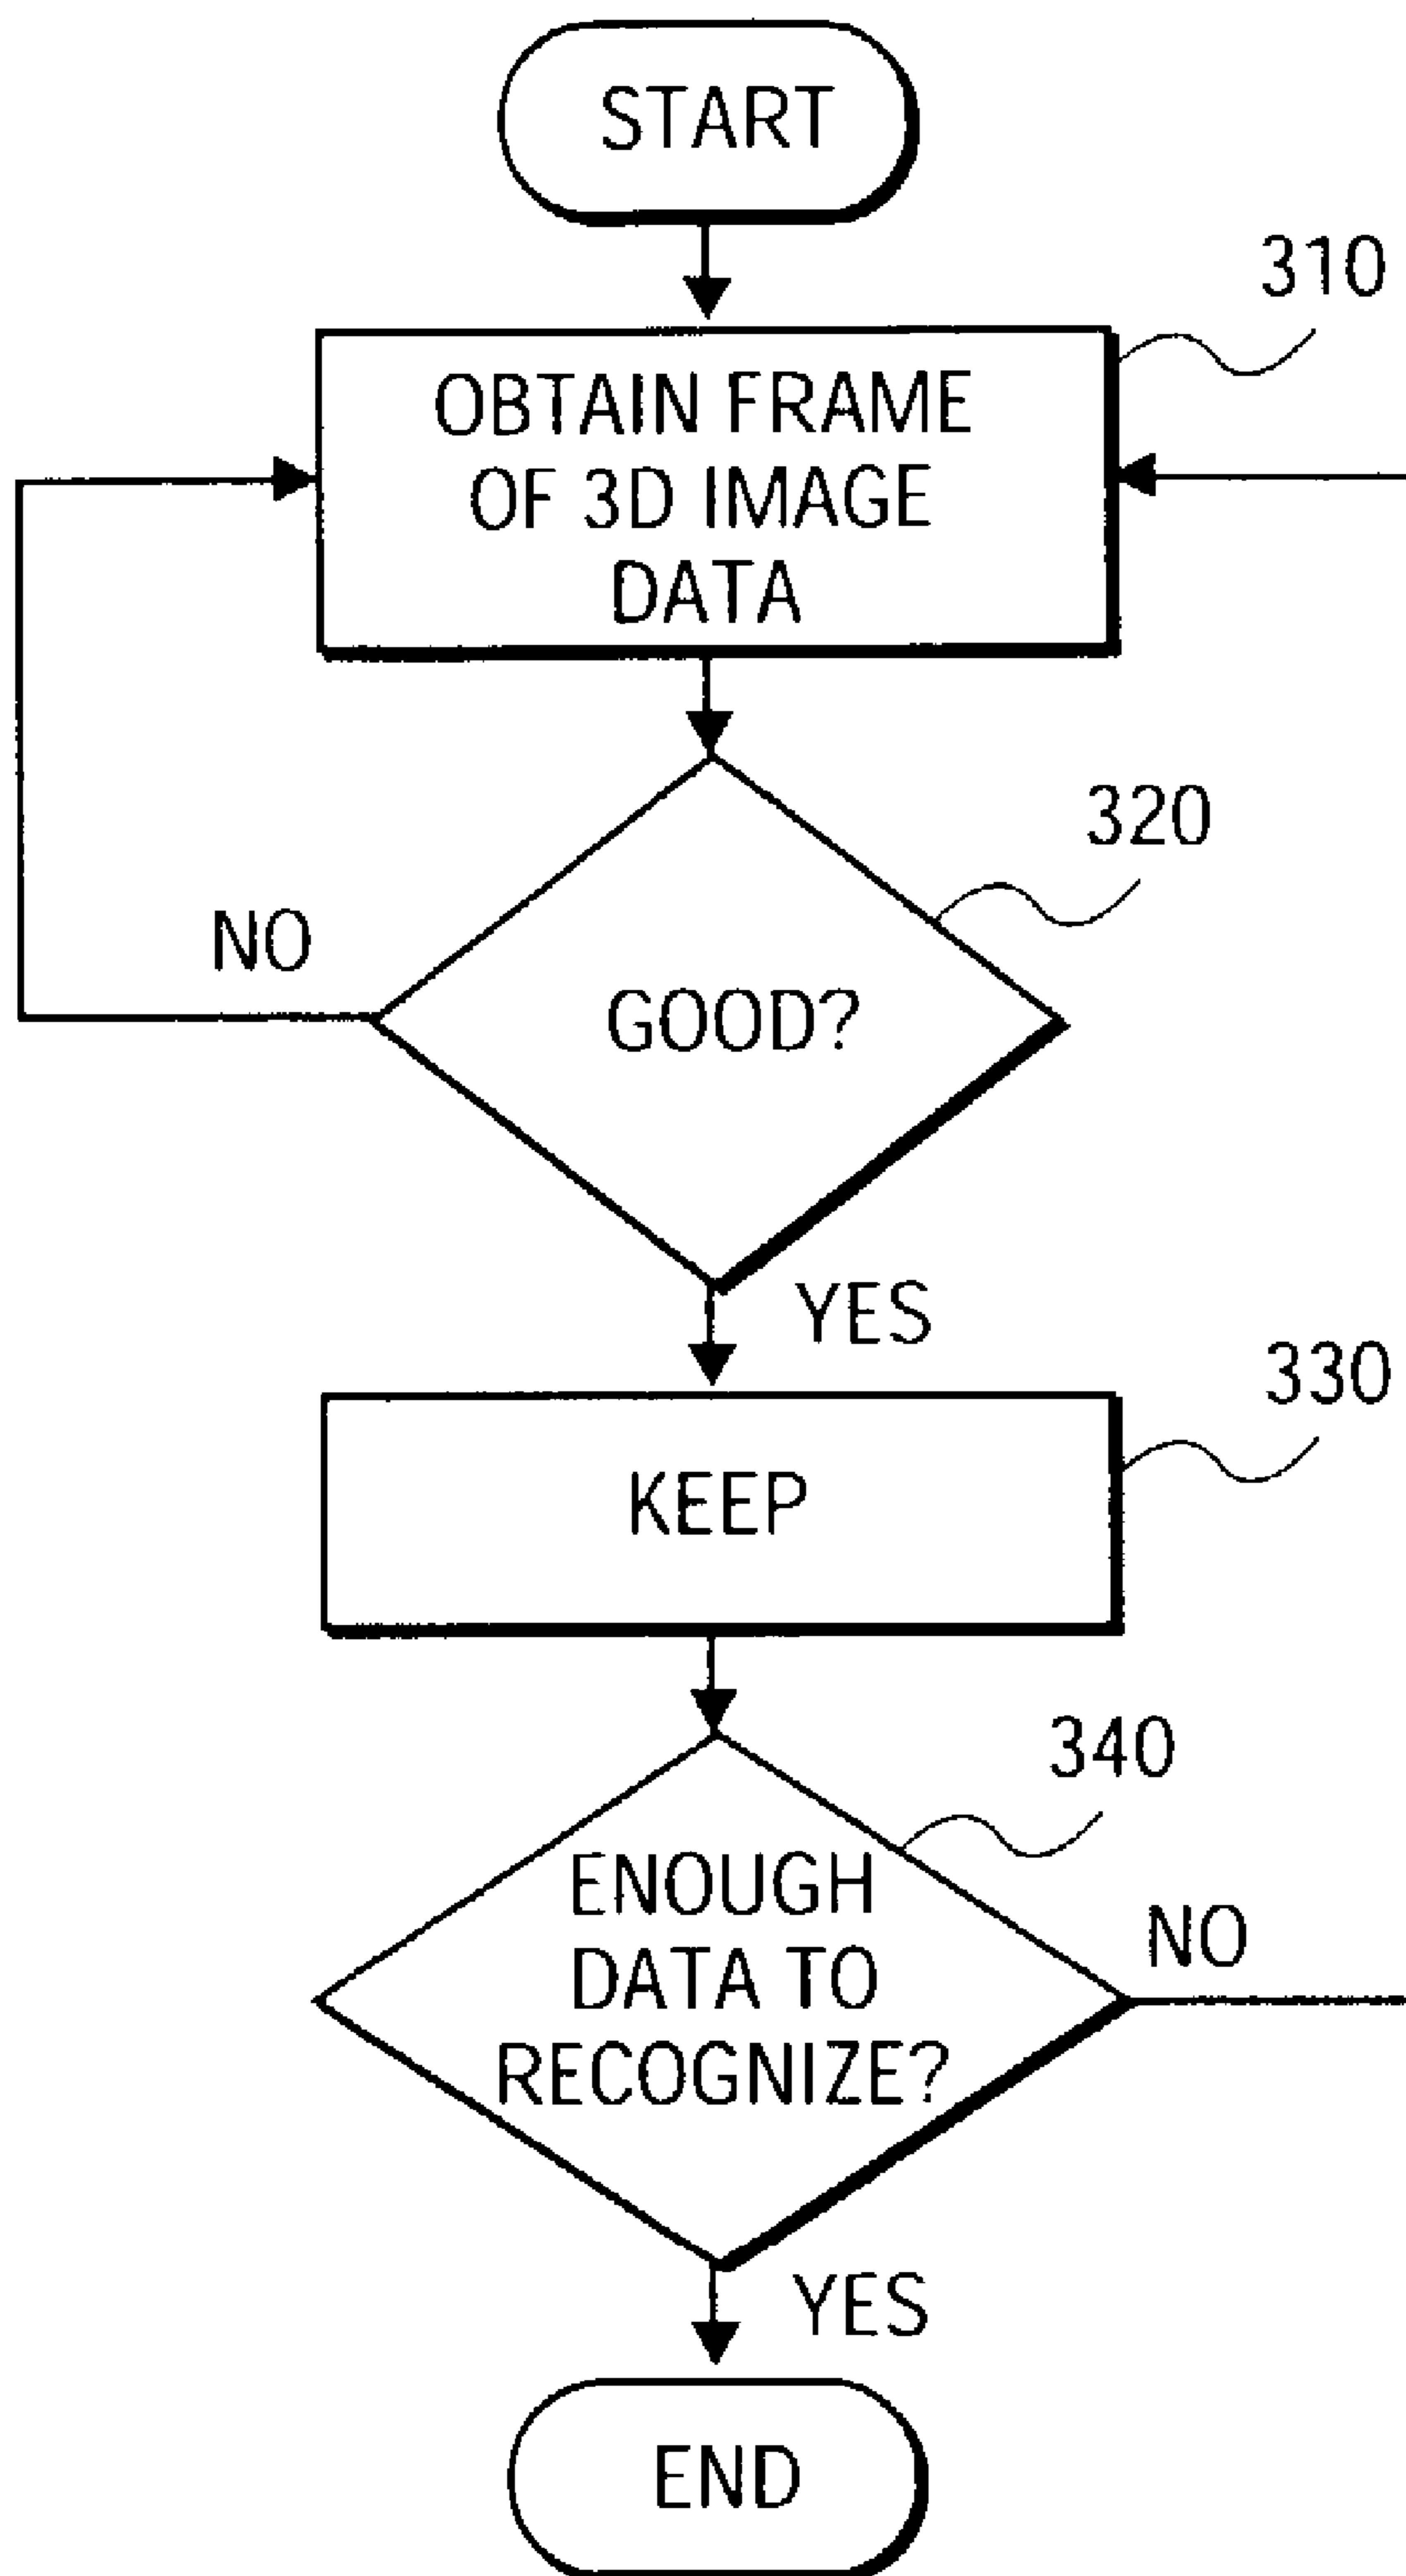 START
310
OBTAIN FRAME
OF 3D IMAGE
DATA
320
NO
GOOD?
YES
330
KEEP
340
ENOUGH
DATA TO
RECOGNIZE?
NO
YES
END